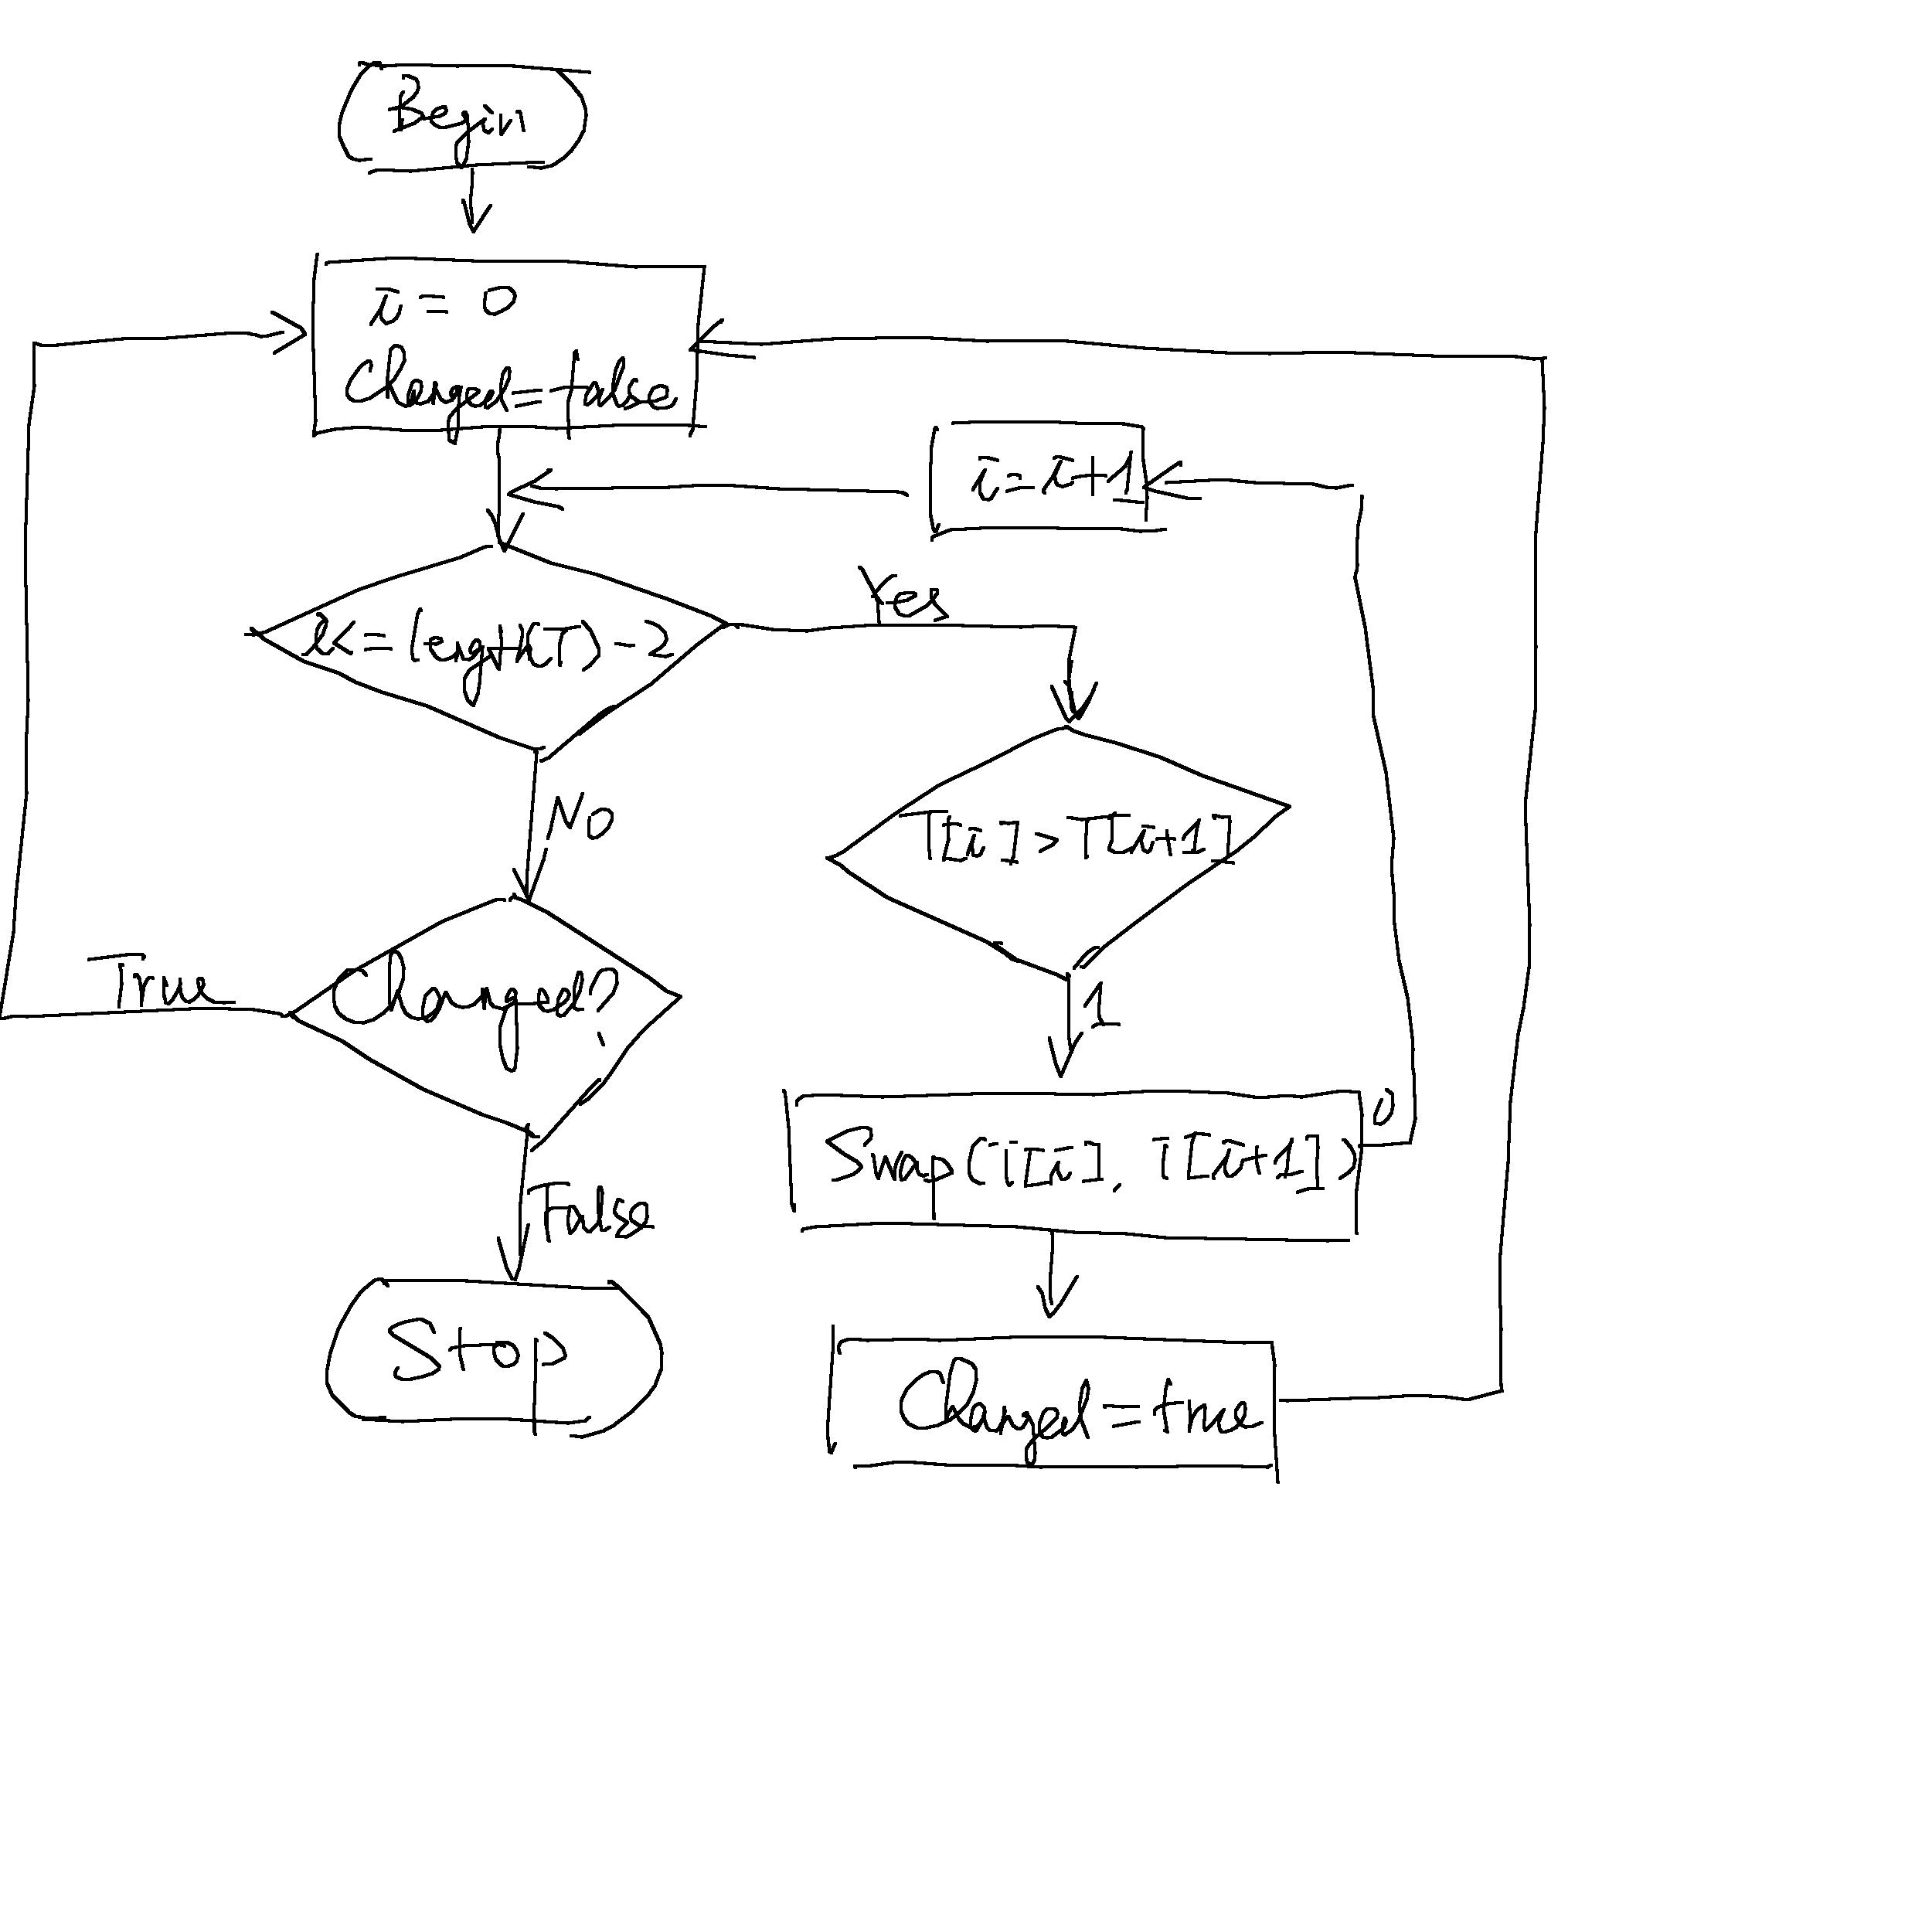 Begin
i = 0
Changed=false
i=i+1
Yes
i<=length(T)-2
No
T[i]>T[i+1]
True
Changed?
1
0
Swap(T[i], T[i+1])
False
Stop
Changed=true